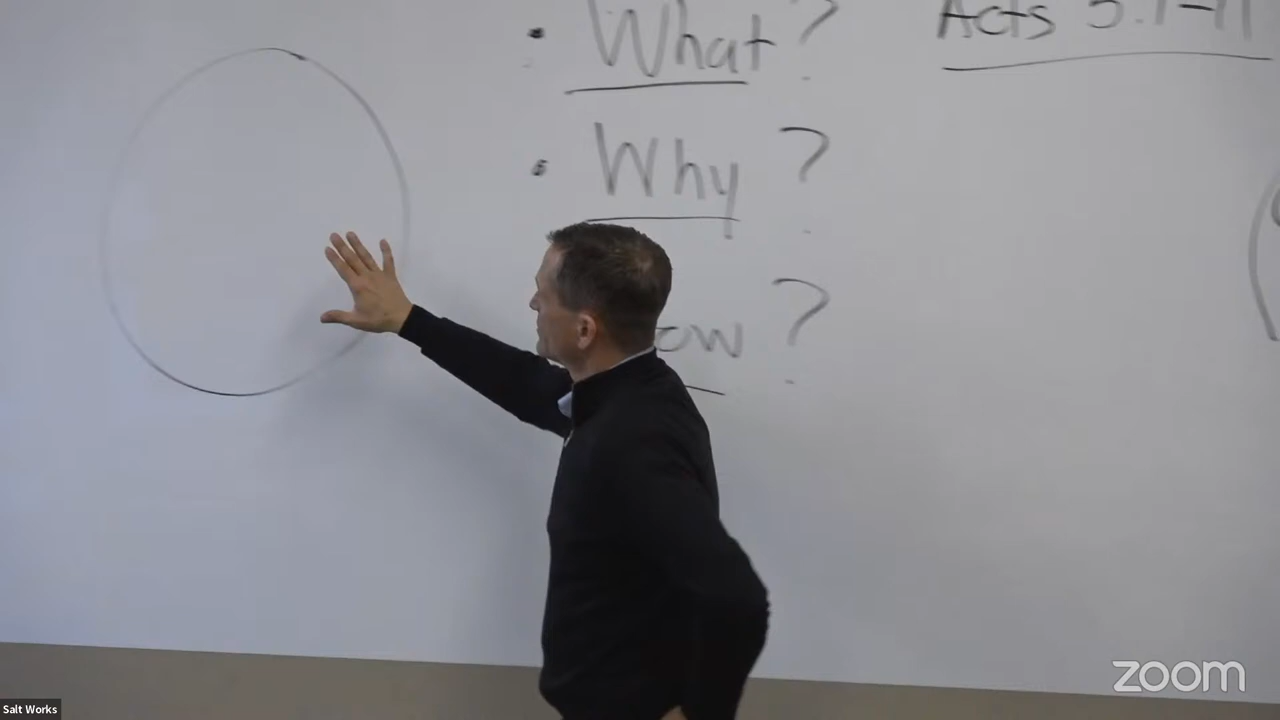 • What?
Acts 5:1-11
• Why?
ow?
zoom
Salt Works